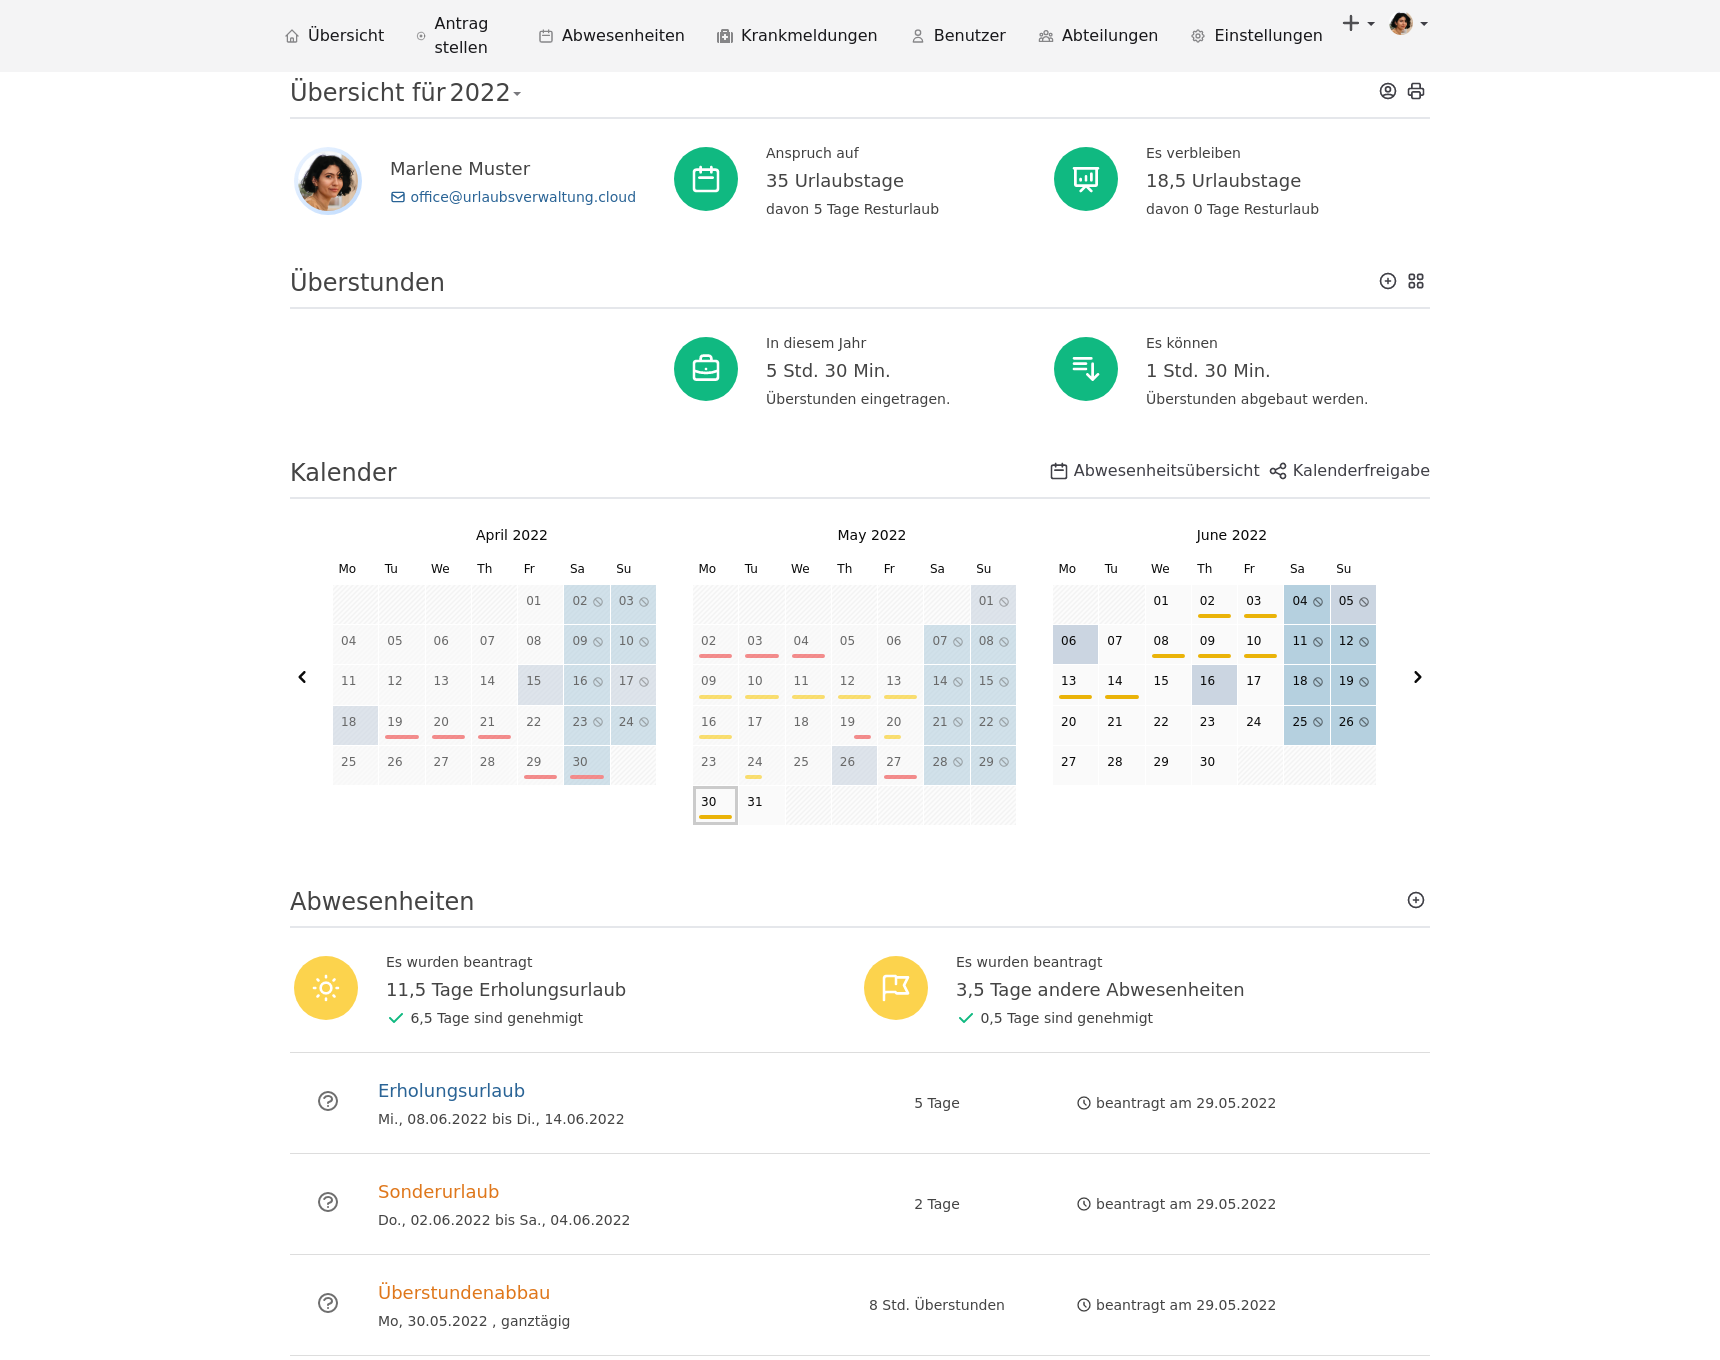 Übersicht
Antrag stellen
Abwesenheiten
Krankmeldungen
Benutzer
Abteilungen
Einstellungen
Übersicht für 2022
Marlene Muster
office@urlaubsverwaltung.cloud
Anspruch auf
35 Urlaubstage
davon 5 Tage Resturlaub
Es verbleiben
18,5 Urlaubstage
davon 0 Tage Resturlaub
Überstunden
In diesem Jahr
5 Std. 30 Min.
Überstunden eingetragen.
Es können
1 Std. 30 Min.
Überstunden abgebaut werden.
Kalender
Abwesenheitsübersicht
Kalenderfreigabe
April 2022
Mo Tu We Th Fr Sa Su
01 02 03
04 05 06 07 08 09 10
11 12 13 14 15 16 17
18 19 20 21 22 23 24
25 26 27 28 29 30
May 2022
Mo Tu We Th Fr Sa Su
01
02 03 04 05 06 07 08
09 10 11 12 13 14 15
16 17 18 19 20 21 22
23 24 25 26 27 28 29
30 31
June 2022
Mo Tu We Th Fr Sa Su
01 02 03 04 05
06 07 08 09 10 11 12
13 14 15 16 17 18 19
20 21 22 23 24 25 26
27 28 29 30
Abwesenheiten
Es wurden beantragt
11,5 Tage Erholungsurlaub
6,5 Tage sind genehmigt
Es wurden beantragt
3,5 Tage andere Abwesenheiten
0,5 Tage sind genehmigt
Erholungsurlaub
Mi., 08.06.2022 bis Di., 14.06.2022
5 Tage
beantragt am 29.05.2022
Sonderurlaub
Do., 02.06.2022 bis Sa., 04.06.2022
2 Tage
beantragt am 29.05.2022
Überstundenabbau
Mo, 30.05.2022 , ganztägig
8 Std. Überstunden
beantragt am 29.05.2022